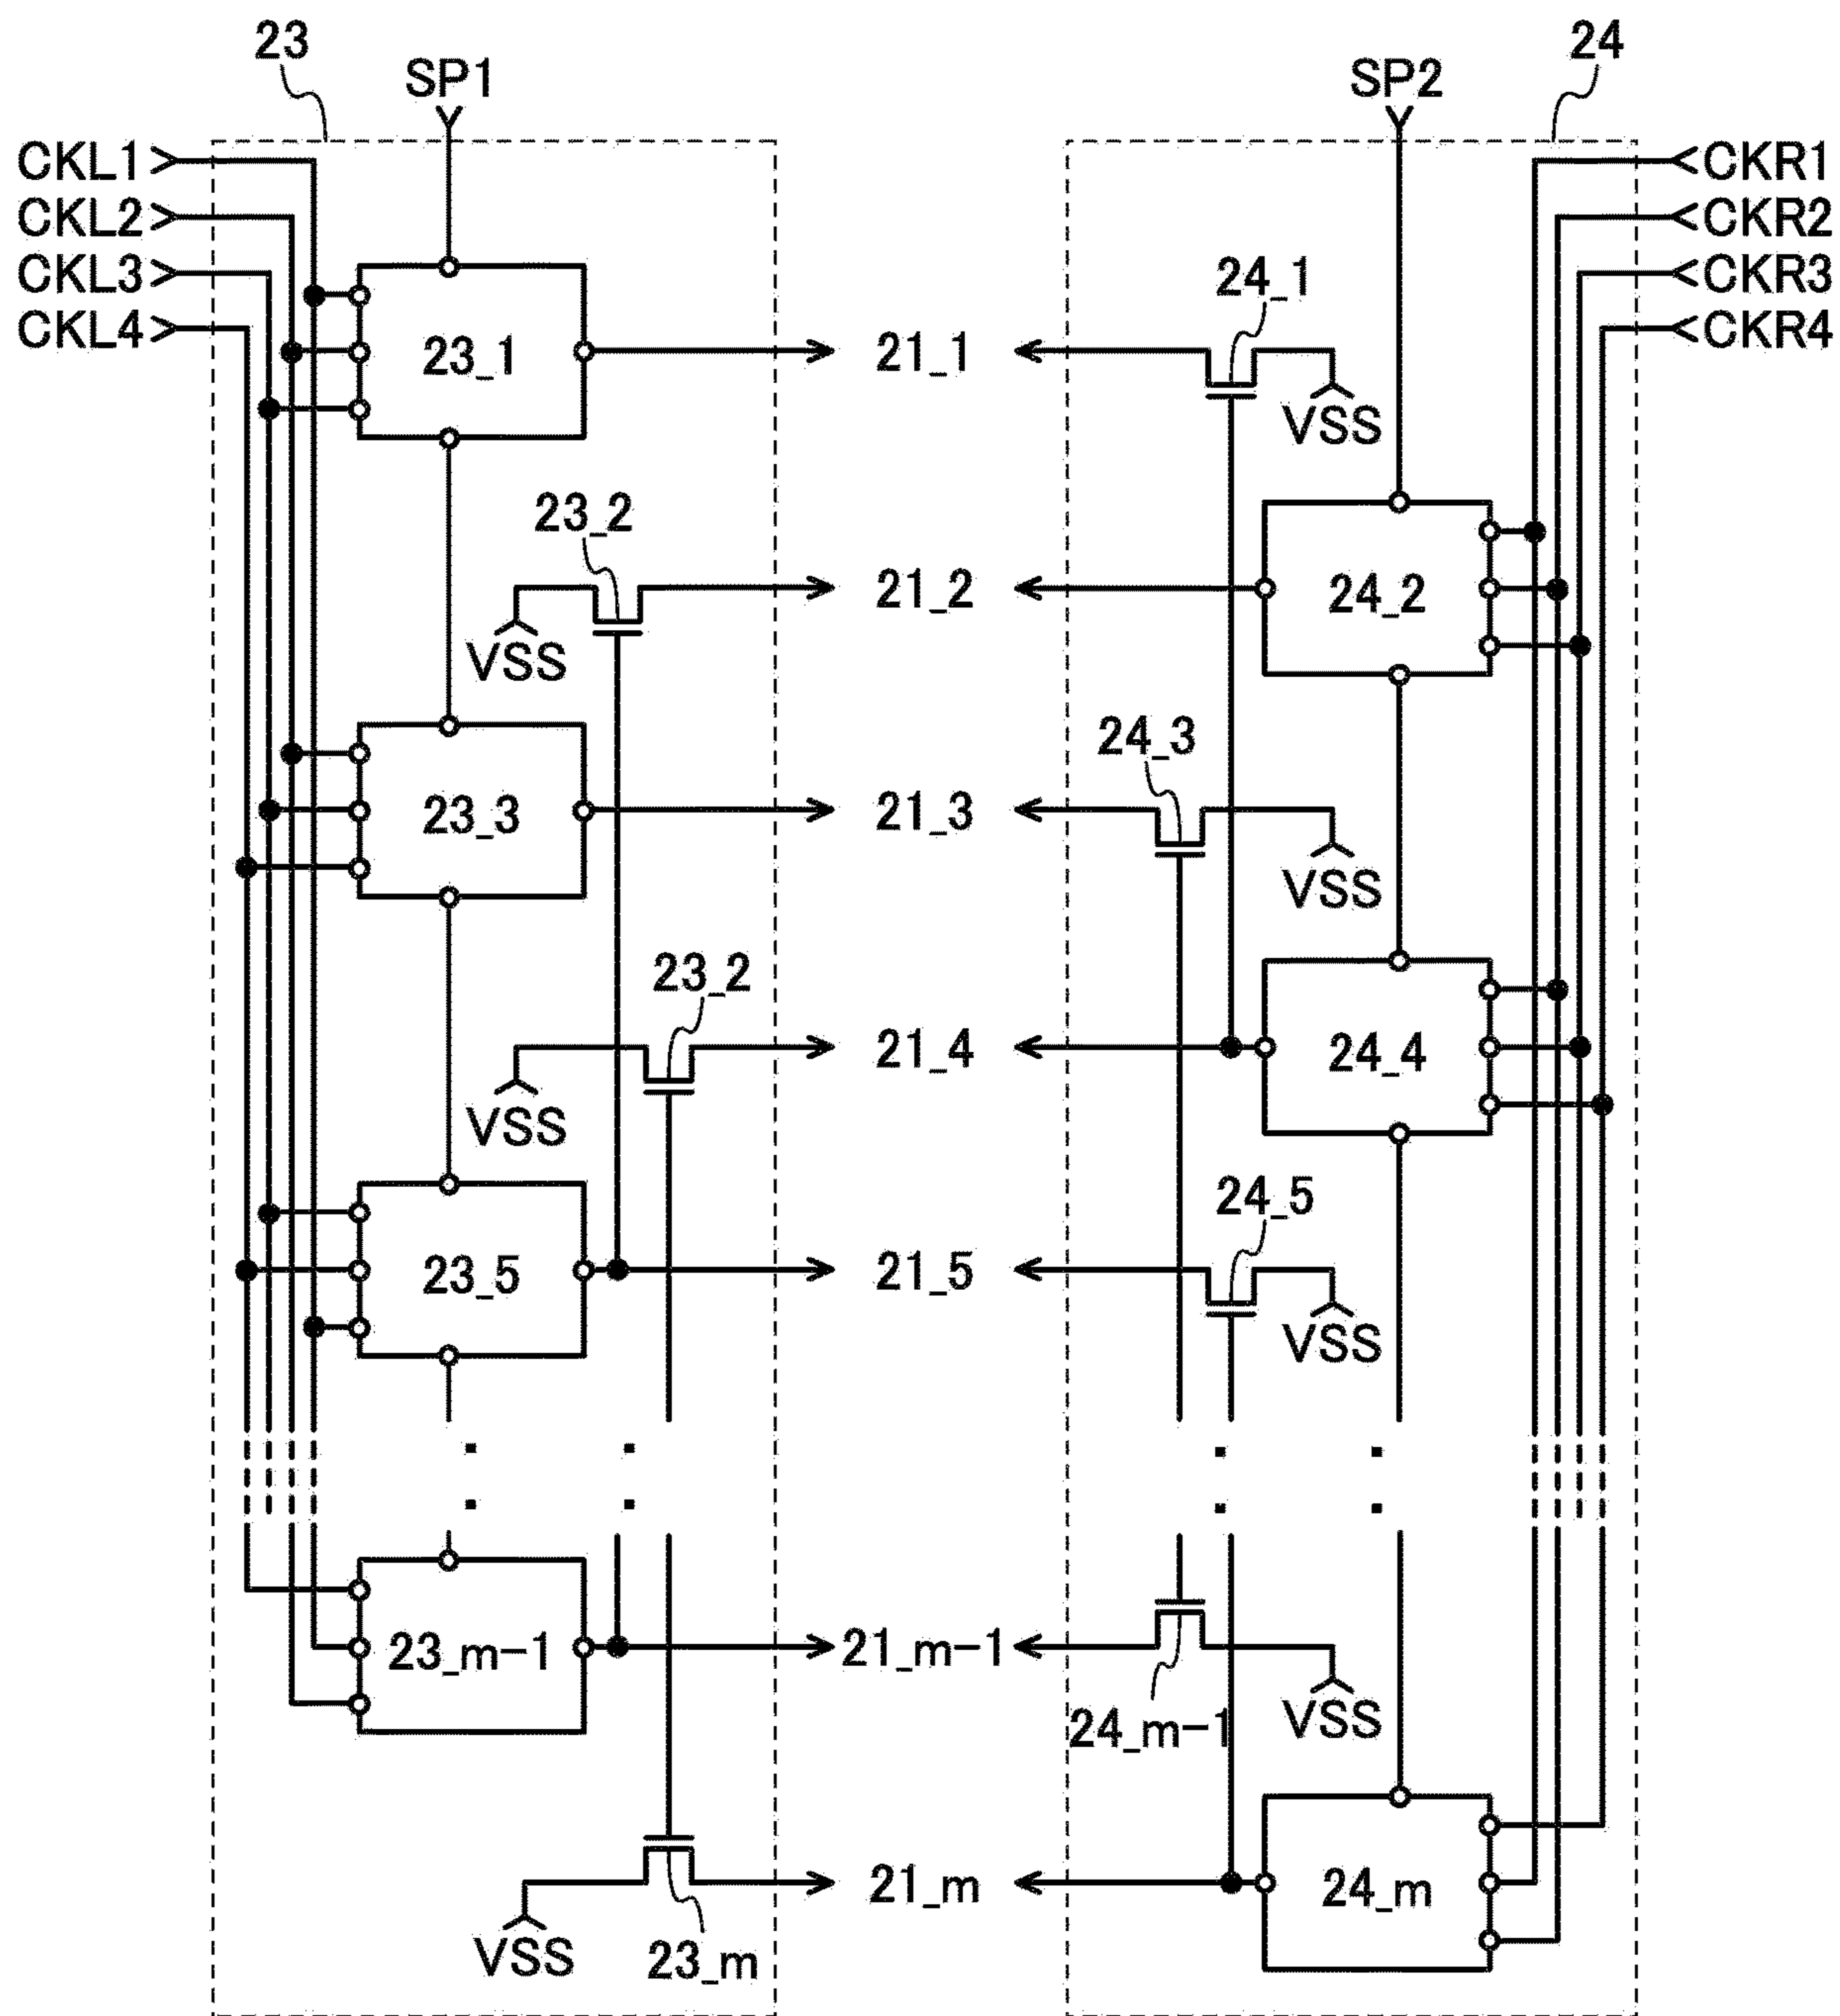 23
24
SP1
SP2
CKL1
CKR1
CKL2
CKR2
CKL3
CKR3
CKL4
CKR4
24_1
23_1
21_1
VSS
23_2
21_2
24_2
VSS
24_3
23_3
21_3
VSS
23_2
21_4
24_4
VSS
24_5
23_5
21_5
VSS
23_m-1
21_m-1
24_m-1
VSS
21_m
24_m
VSS
23_m